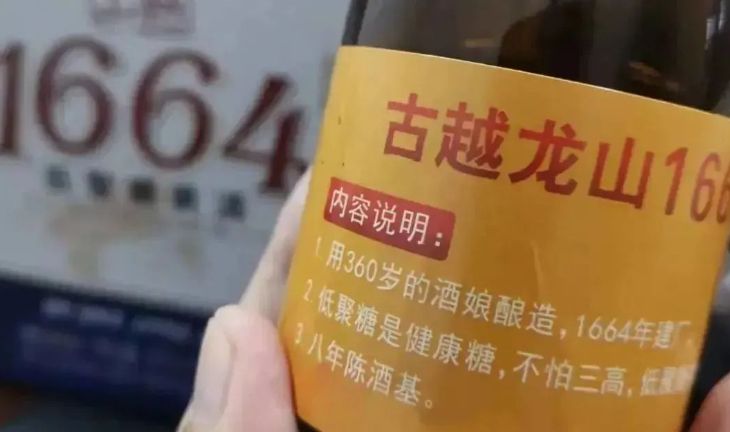 1664
古越龙山166
内容说明：
1.用360岁的酒娘酿造，1664年建厂，
2.低聚糖是健康糖，不怕三高，低聚
3.八年陈酒基。